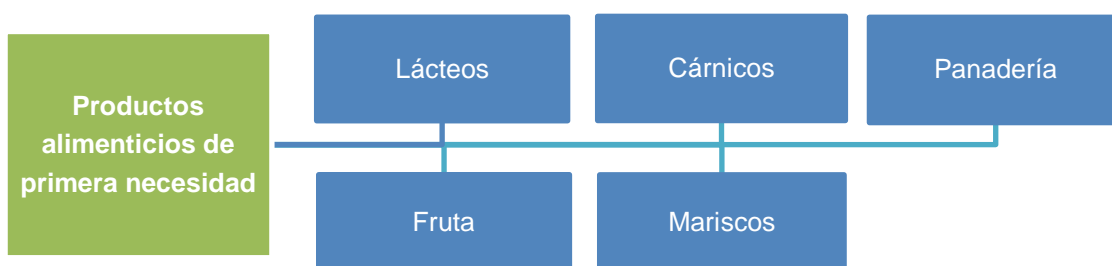 Productos
alimenticios de
primera necesidad
Lácteos
Cárnicos
Panadería
Fruta
Mariscos